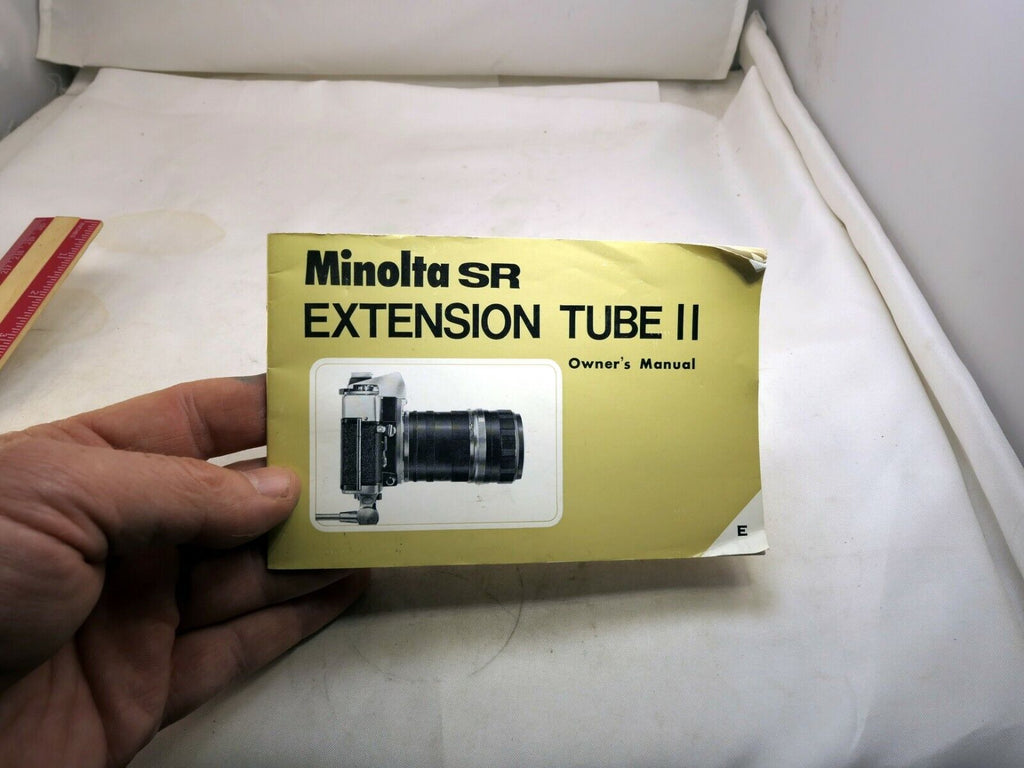 Minolta SR
EXTENSION TUBE II
Owner's Manual
E